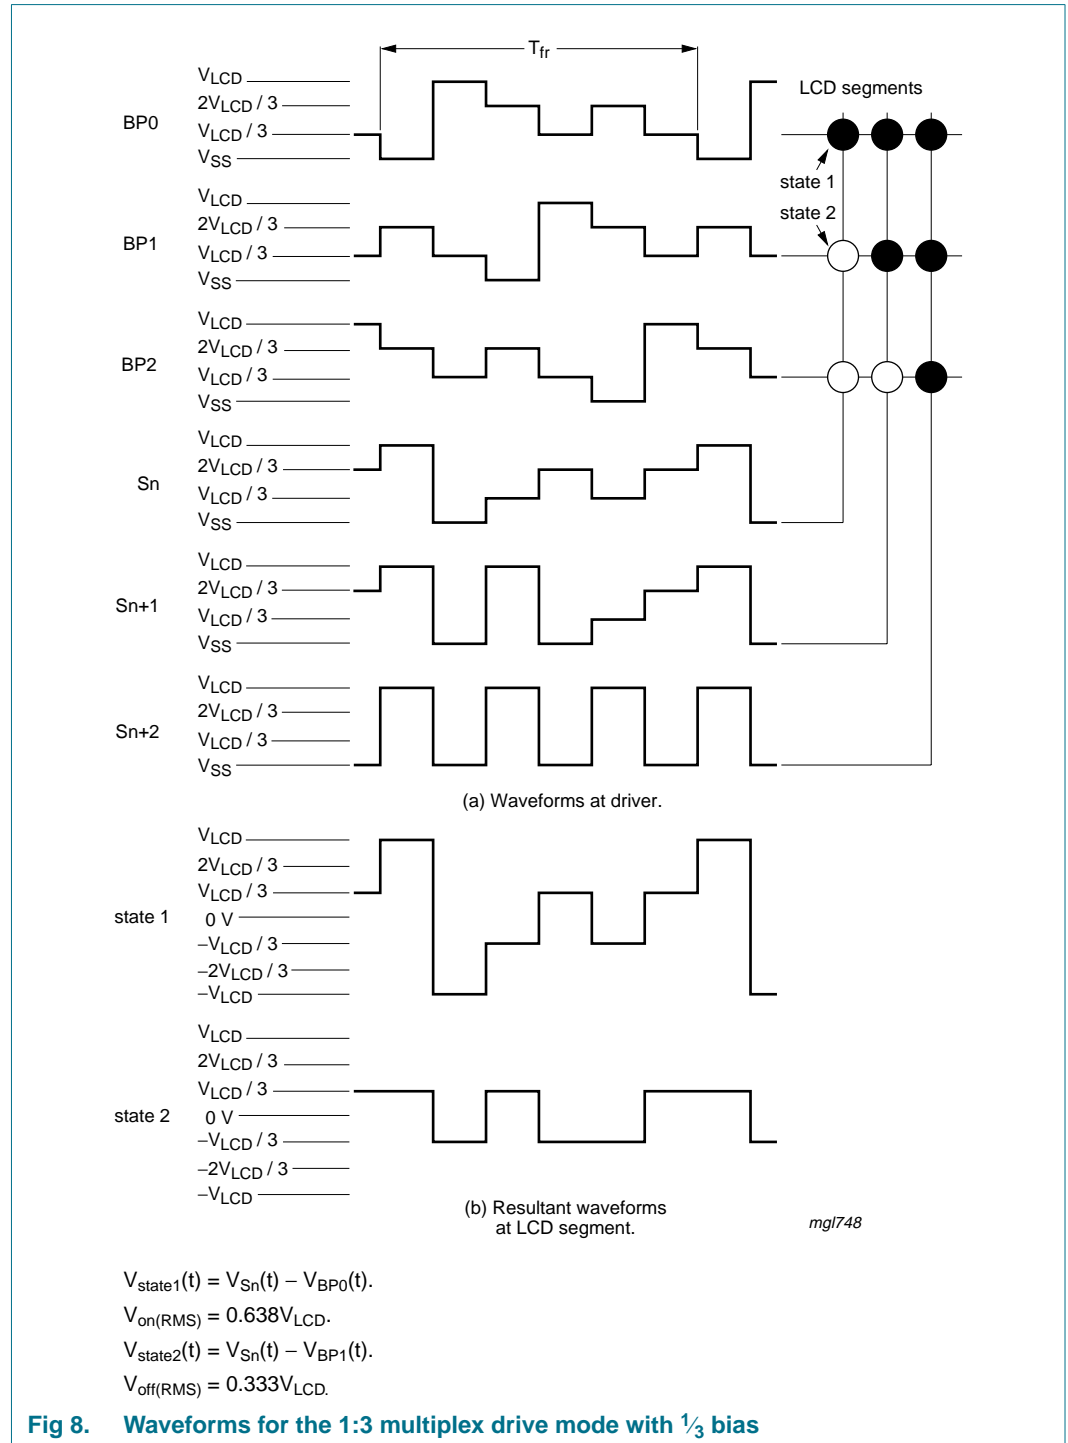 Tfr
VLCD
2VLCD / 3
BP0
VLCD / 3
VSS
LCD segments
state 1
state 2
VLCD
2VLCD / 3
BP1
VLCD / 3
VSS
VLCD
2VLCD / 3
BP2
VLCD / 3
VSS
VLCD
2VLCD / 3
Sn
VLCD / 3
VSS
VLCD
2VLCD / 3
Sn+1
VLCD / 3
VSS
VLCD
2VLCD / 3
Sn+2
VLCD / 3
VSS
(a) Waveforms at driver.
VLCD
2VLCD / 3
VLCD / 3
state 1
0 V
−VLCD / 3
−2VLCD / 3
−VLCD
VLCD
2VLCD / 3
VLCD / 3
state 2
0 V
−VLCD / 3
−2VLCD / 3
−VLCD
(b) Resultant waveforms
at LCD segment.
mgl748
Vstate1(t) = VSn(t) − VBP0(t).
Von(RMS) = 0.638VLCD.
Vstate2(t) = VSn(t) − VBP1(t).
Voff(RMS) = 0.333VLCD.
Fig 8. Waveforms for the 1:3 multiplex drive mode with 1⁄3 bias